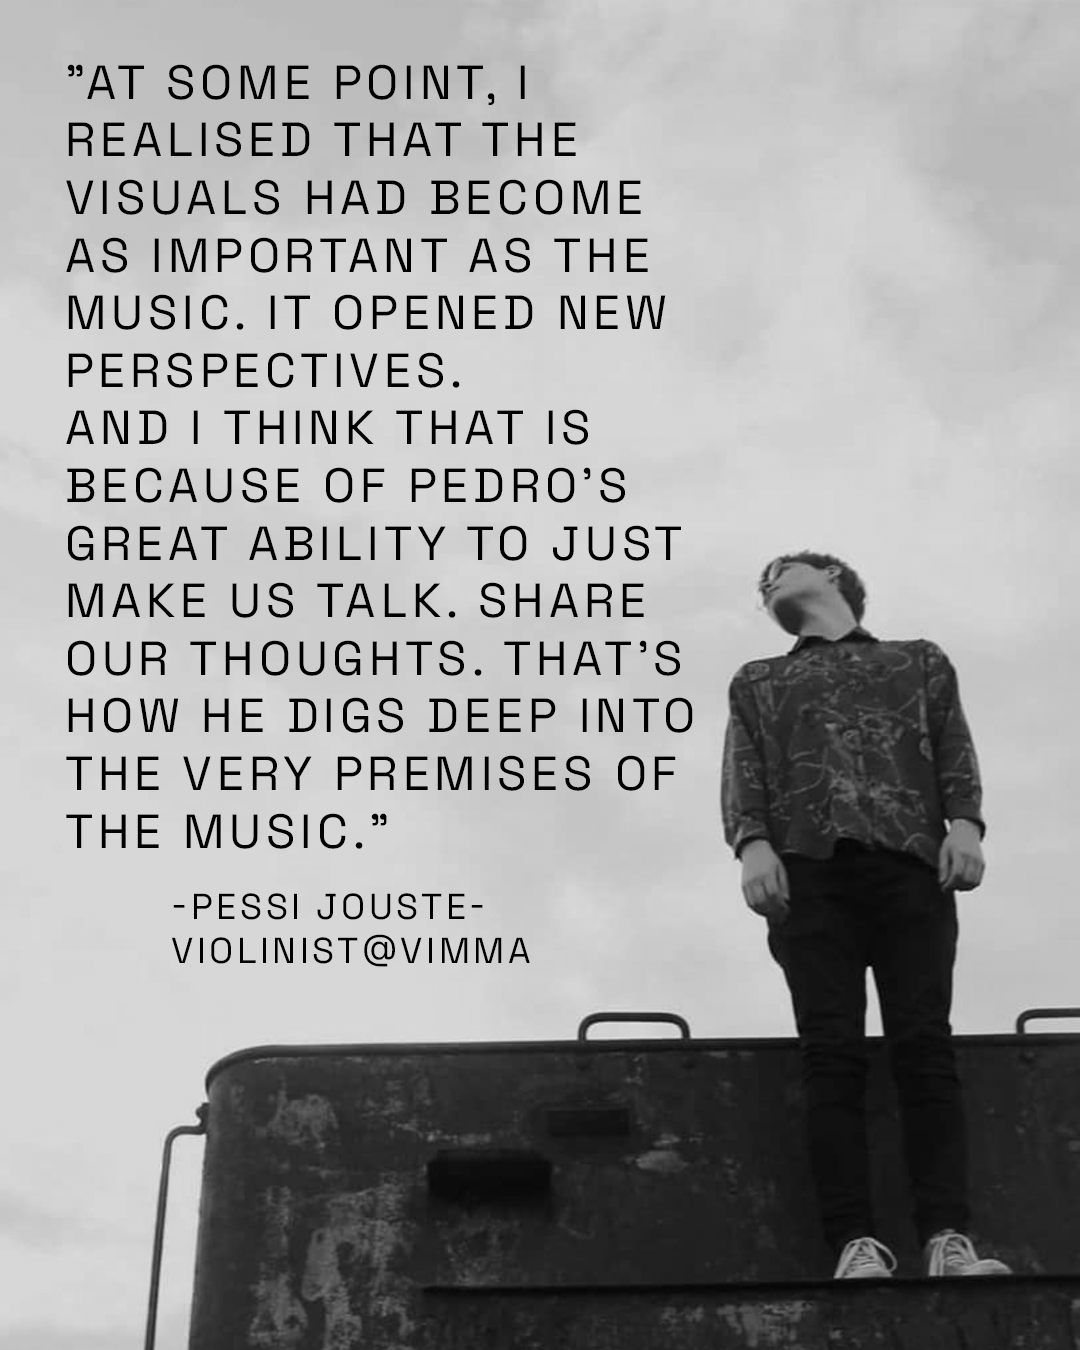 ”AT SOME POINT, I
REALISED THAT THE
VISUALS HAD BECOME
AS IMPORTANT AS THE
MUSIC. IT OPENED NEW
PERSPECTIVES.
AND I THINK THAT IS
BECAUSE OF PEDRO’S
GREAT ABILITY TO JUST
MAKE US TALK. SHARE
OUR THOUGHTS. THAT’S
HOW HE DIGS DEEP INTO
THE VERY PREMISES OF
THE MUSIC.”
-PESSI JOUSTE-
VIOLINIST@VIMMA